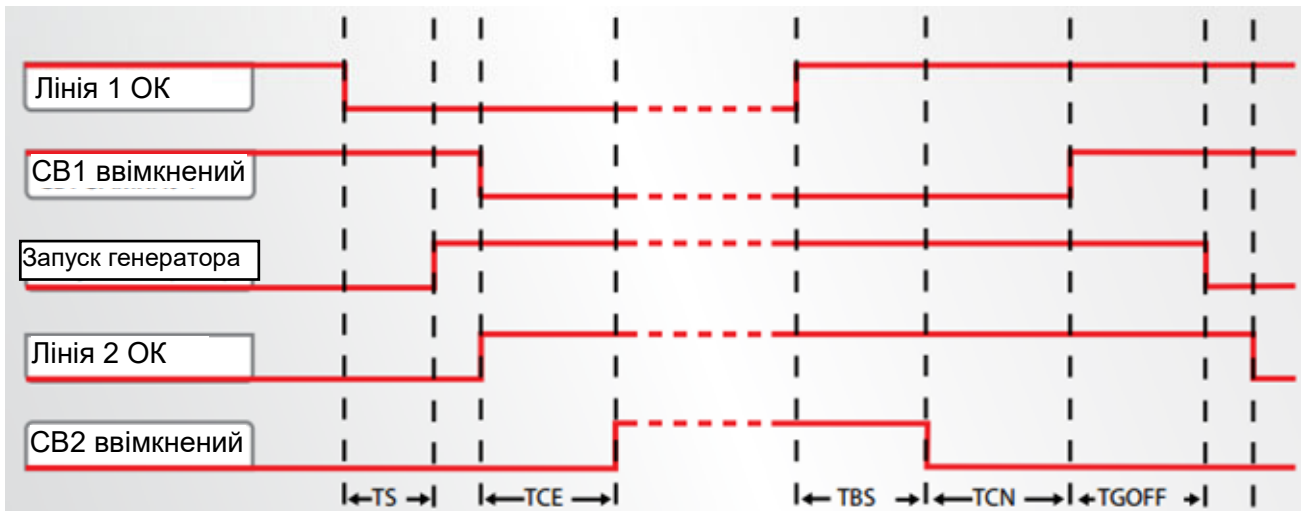 Лінія 1 ОК
СВ1 ввімкнений
Запуск генератора
Лінія 2 ОК
СВ2 ввімкнений
TS TCE TBS TCN TGOFF